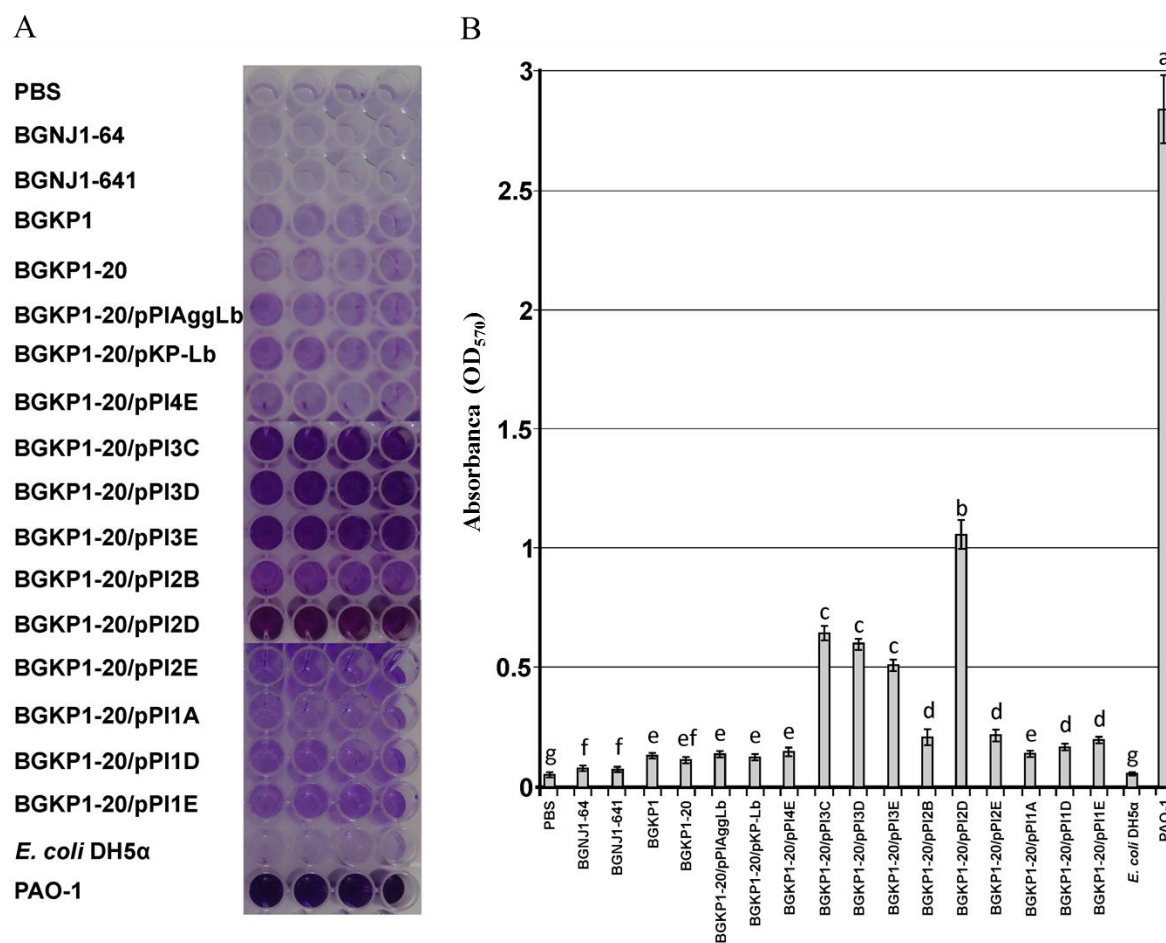 A
PBS
BGNJ1-64
BGNJ1-641
BGKP1
BGKP1-20
BGKP1-20/pPIAggLb
BGKP1-20/pKP-Lb
BGKP1-20/pPI4E
BGKP1-20/pPI3C
BGKP1-20/pPI3D
BGKP1-20/pPI3E
BGKP1-20/pPI2B
BGKP1-20/pPI2D
BGKP1-20/pPI2E
BGKP1-20/pPI1A
BGKP1-20/pPI1D
BGKP1-20/pPI1E
E. coli DH5α
PAO-1
B
Absorbanca (OD570)
3
2.5
2
1.5
1
0.5
0
g
f
f
e
ef
e
e
e
c
c
c
d
b
d
e
d
d
g
a
PBS
BGNJ1-64
BGNJ1-641
BGKP1
BGKP1-20
BGKP1-20/pPIAggLb
BGKP1-20/pKP-Lb
BGKP1-20/pPI4E
BGKP1-20/pPI3C
BGKP1-20/pPI3D
BGKP1-20/pPI3E
BGKP1-20/pPI2B
BGKP1-20/pPI2D
BGKP1-20/pPI2E
BGKP1-20/pPI1A
BGKP1-20/pPI1D
BGKP1-20/pPI1E
E. coli DH5α
PAO-1